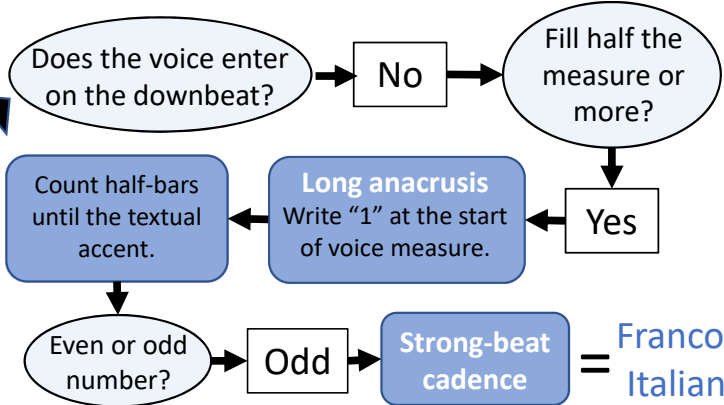 Does the voice enter
on the downbeat?
No
Fill half the
measure or
more?
Yes
Long anacrusis
Write “1” at the start
of voice measure.
Count half-bars
until the textual
accent.
Even or odd
number?
Odd
Strong-beat
cadence
=
Franco
Italian